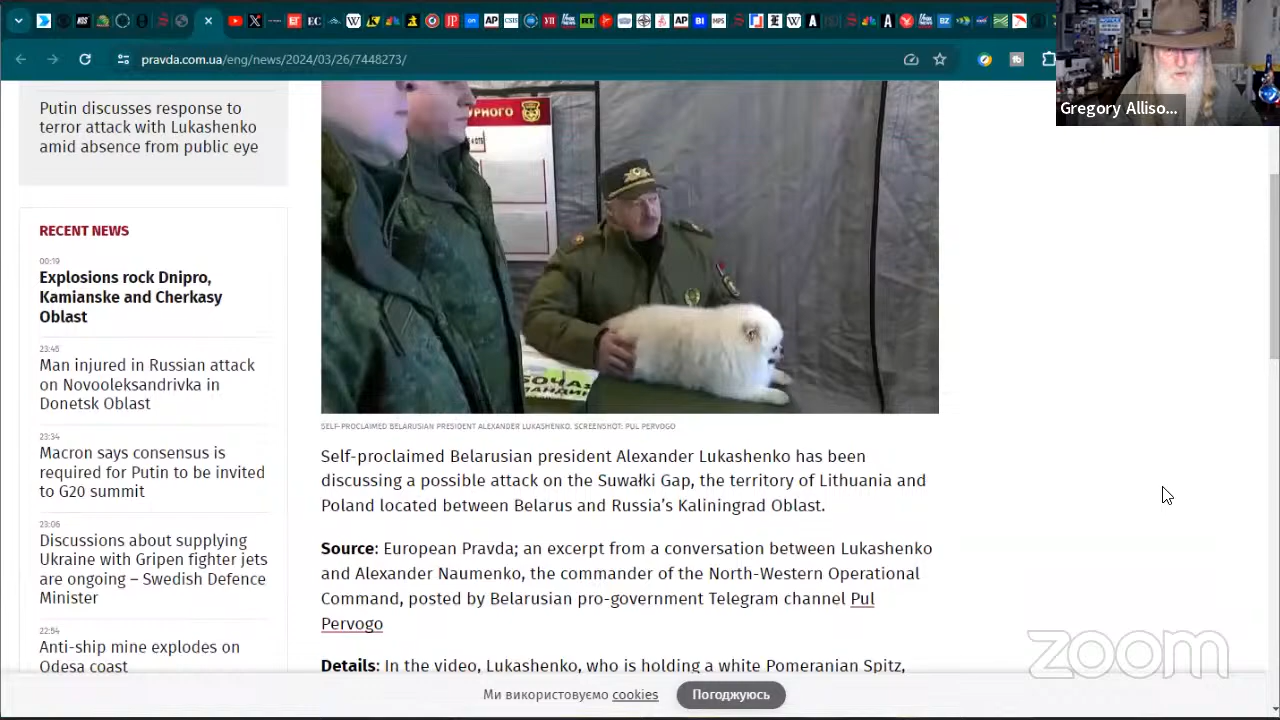 pravda.com.ua/eng/news/2024/03/26/7448273/
Gregory Alliso...
Putin discusses response to
terror attack with Lukashenko
amid absence from public eye
RECENT NEWS
00:19
Explosions rock Dnipro,
Kamianske and Cherkasy
Oblast
23:45
Man injured in Russian attack
on Novooleksandrivka in
Donetsk Oblast
23:34
Macron says consensus is
required for Putin to be invited
to G20 summit
23:06
Discussions about supplying
Ukraine with Gripen fighter jets
are ongoing – Swedish Defence
Minister
22:54
Anti-ship mine explodes on
Odesa coast
УРНОГО
SELF-PROCLAIMED BELARUSIAN PRESIDENT ALEXANDER LUKASHENKO. SCREENSHOT: PUL PERVOGO
Self-proclaimed Belarusian president Alexander Lukashenko has been
discussing a possible attack on the Suwałki Gap, the territory of Lithuania and
Poland located between Belarus and Russia’s Kaliningrad Oblast.
Source: European Pravda; an excerpt from a conversation between Lukashenko
and Alexander Naumenko, the commander of the North-Western Operational
Command, posted by Belarusian pro-government Telegram channel Pul
Pervogo
Details: In the video, Lukashenko, who is holding a white Pomeranian Spitz,
Ми використовуємо cookies Погоджуюсь
zoom